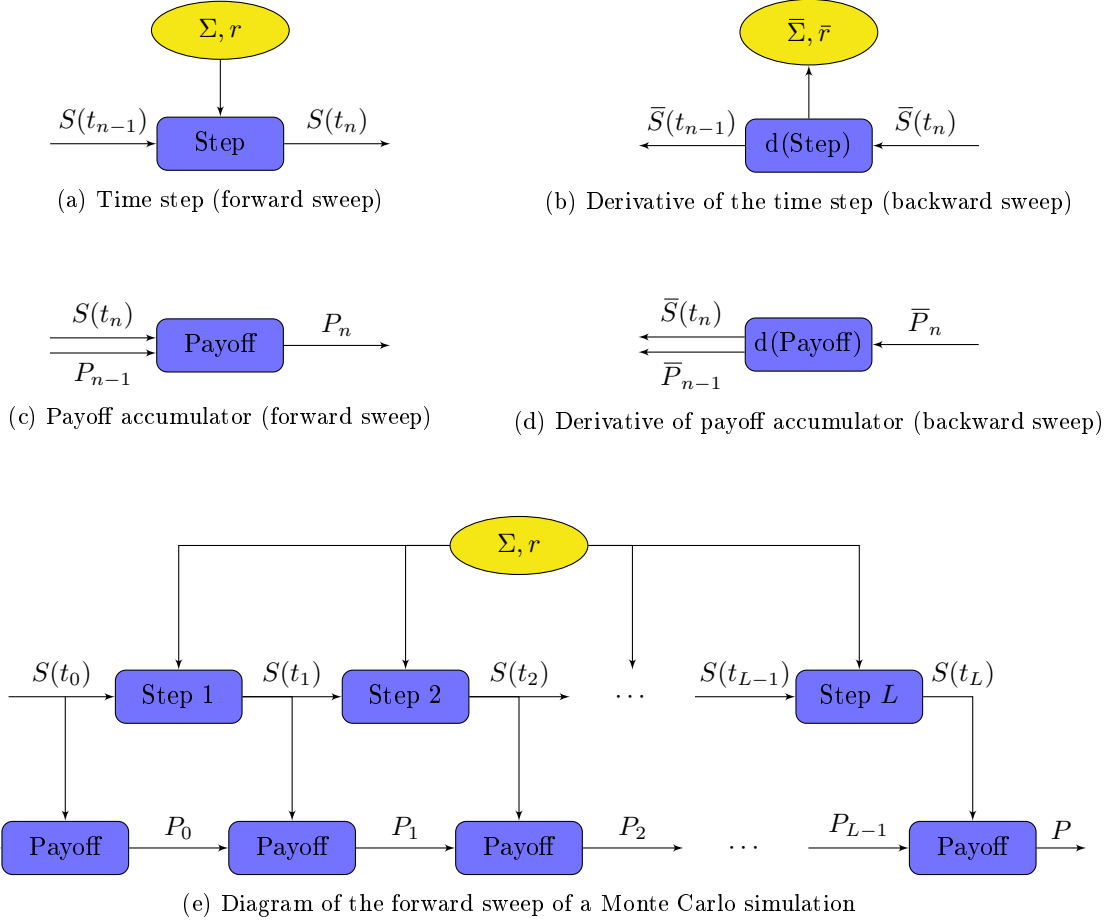 Σ, r
S(t_{n−1})
Step
S(t_n)
(a) Time step (forward sweep)
Σ̅, r̄
S̅(t_{n−1})
d(Step)
S̅(t_n)
(b) Derivative of the time step (backward sweep)
S(t_n)
P_{n−1}
Payoff
P_n
(c) Payoff accumulator (forward sweep)
S̅(t_n)
P̅_{n−1}
d(Payoff)
P̅_n
(d) Derivative of payoff accumulator (backward sweep)
Σ, r
S(t_0) Step 1 S(t_1) Step 2 S(t_2) ··· S(t_{L−1}) Step L S(t_L)
Payoff P_0 Payoff P_1 Payoff P_2 ··· P_{L−1} Payoff P
(e) Diagram of the forward sweep of a Monte Carlo simulation